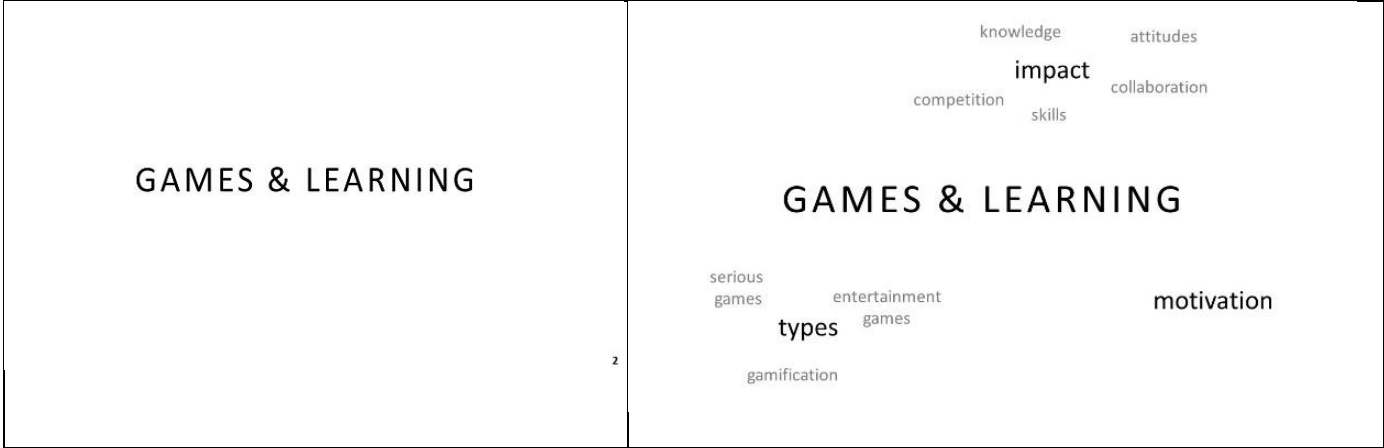 GAMES & LEARNING
2
knowledge
attitudes
impact
collaboration
competition
skills
GAMES & LEARNING
serious
games
entertainment
games
types
gamification
motivation